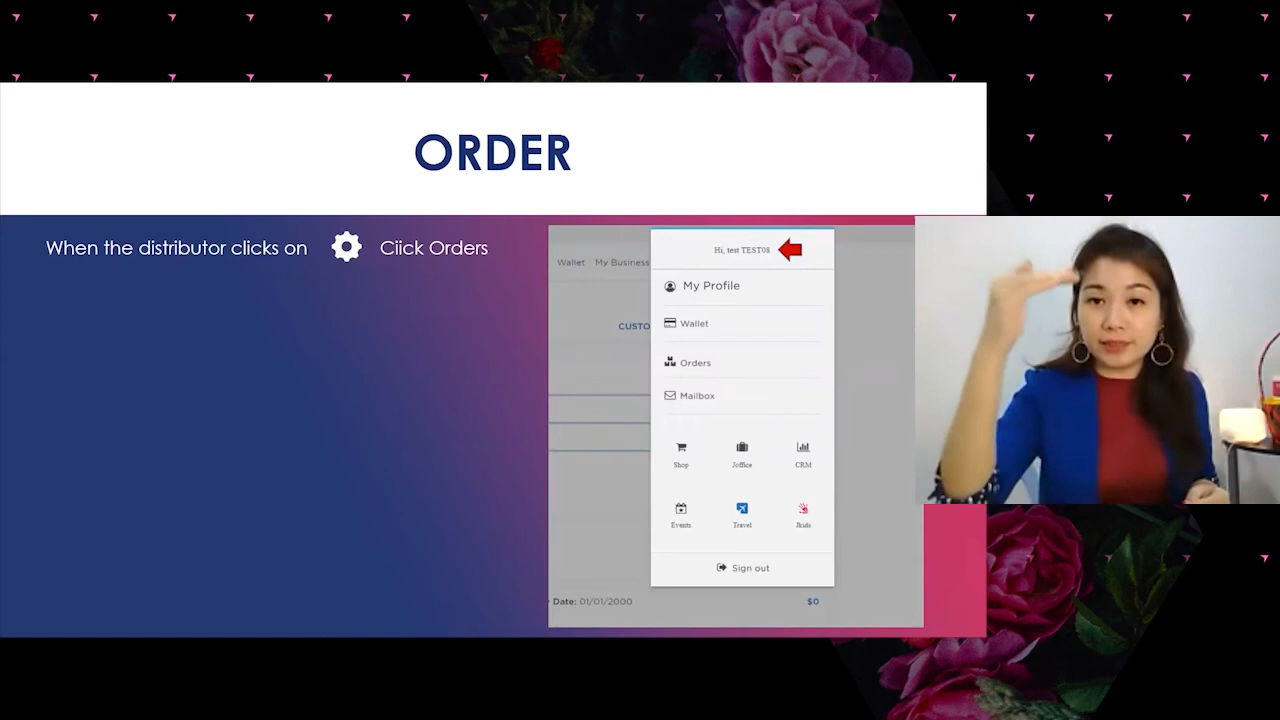 ORDER
When the distributor clicks on Ciick Orders
Wallet My Business
CUSTO
Hi, test TEST08
My Profile
Wallet
Orders
Mailbox
Shop Joffice CRM
Events Travel Jkids
Sign out
Date: 01/01/2000 $0